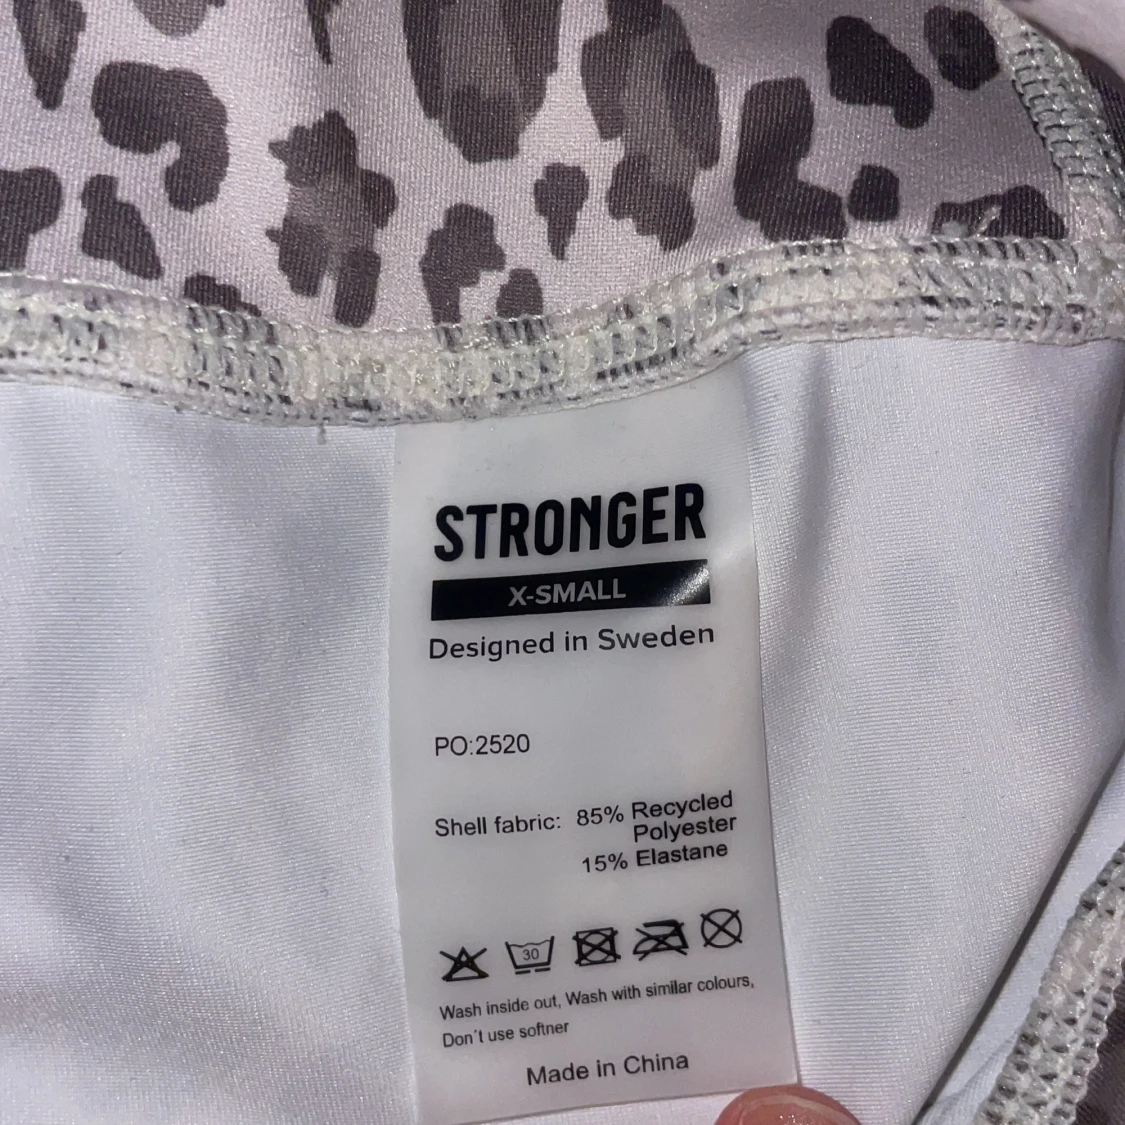 STRONGER
X-SMALL
Designed in Sweden
PO:2520
Shell fabric: 85% Recycled
Polyester
15% Elastane
30
Wash inside out, Wash with similar colours,
Don´t use softner
Made in China